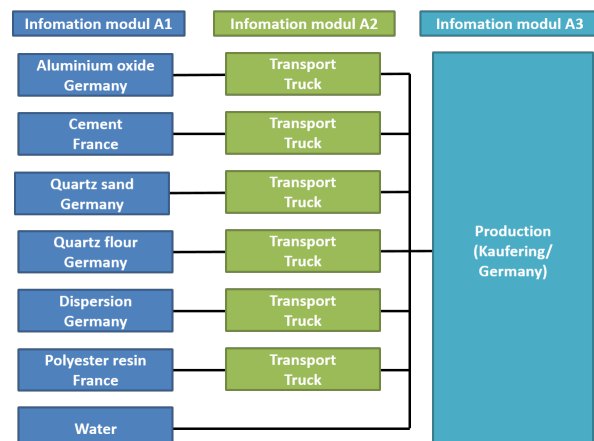 Infomation modul A1
Infomation modul A2
Infomation modul A3
Aluminium oxide
Germany
Transport
Truck
Cement
France
Transport
Truck
Quartz sand
Germany
Transport
Truck
Quartz flour
Germany
Transport
Truck
Production
(Kaufering/
Germany)
Dispersion
Germany
Transport
Truck
Polyester resin
France
Transport
Truck
Water